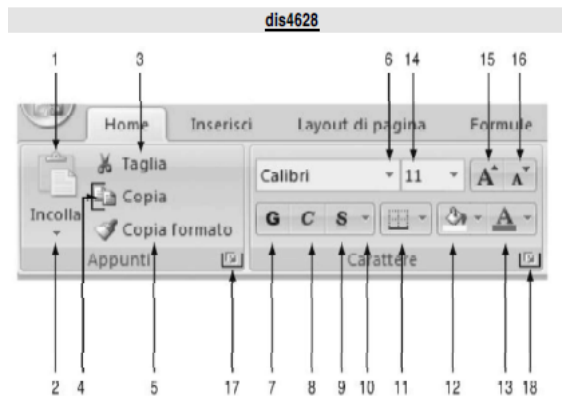 dis4628
1 3 6 14 15 16
Home Inserisci Layout di pagina Formule
Taglia
Calibri 11 A A
Copia
Incolla
G C S A
Copia formato
Appunti Carattere
2 4 5 17 7 8 9 10 11 12 13 18